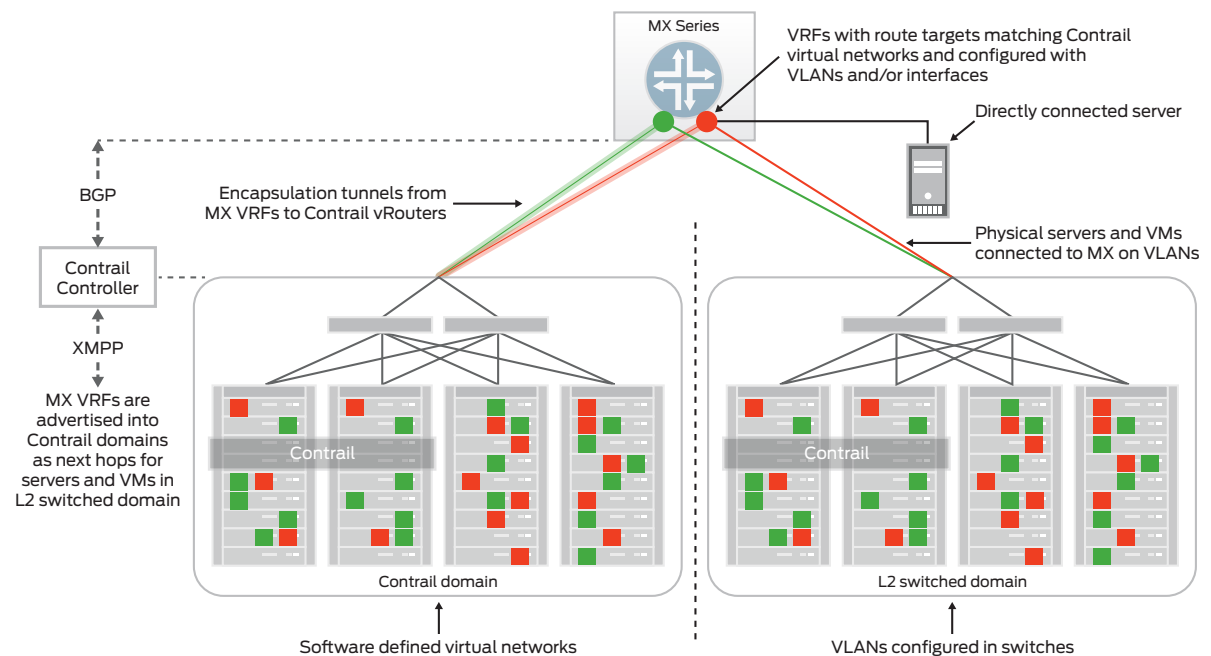 MX Series
VRFs with route targets matching Contrail
virtual networks and configured with
VLANs and/or interfaces
Directly connected server
BGP
Encapsulation tunnels from
MX VRFs to Contrail vRouters
Physical servers and VMs
connected to MX on VLANs
Contrail
Controller
XMPP
MX VRFs are
advertised into
Contrail domains
as next hops for
servers and VMs in
L2 switched domain
Contrail
Contrail
Contrail domain
L2 switched domain
Software defined virtual networks
VLANs configured in switches